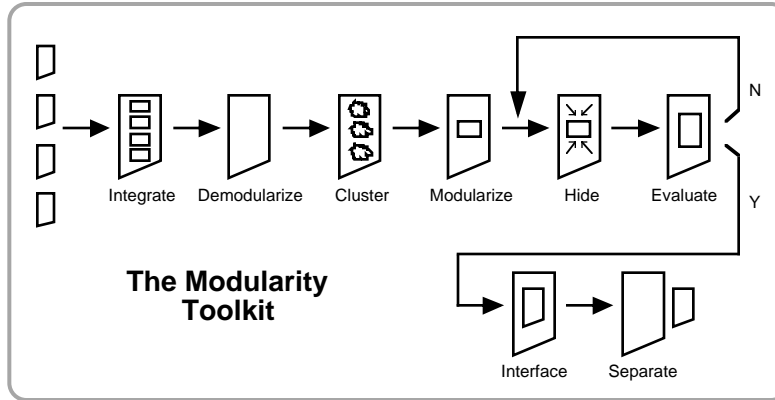 N
Integrate Demodularize Cluster Modularize Hide Evaluate
Y
The Modularity
Toolkit
Interface Separate